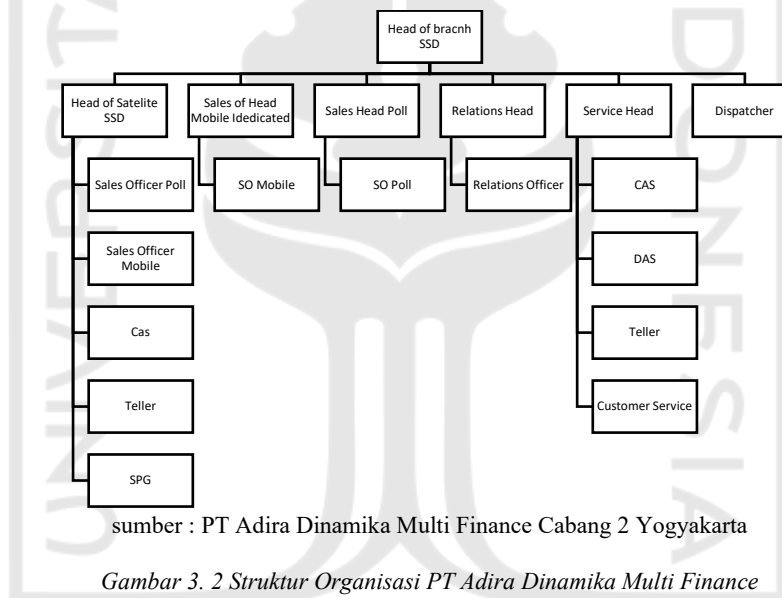 Head of bracnh
SSD
Head of Satelite
SSD
Sales of Head
Mobile Idedicated
Sales Head Poll
Relations Head
Service Head
Dispatcher
Sales Officer Poll
SO Mobile
SO Poll
Relations Officer
CAS
Sales Officer
Mobile
DAS
Cas
Teller
Teller
Customer Service
SPG
sumber : PT Adira Dinamika Multi Finance Cabang 2 Yogyakarta
Gambar 3. 2 Struktur Organisasi PT Adira Dinamika Multi Finance